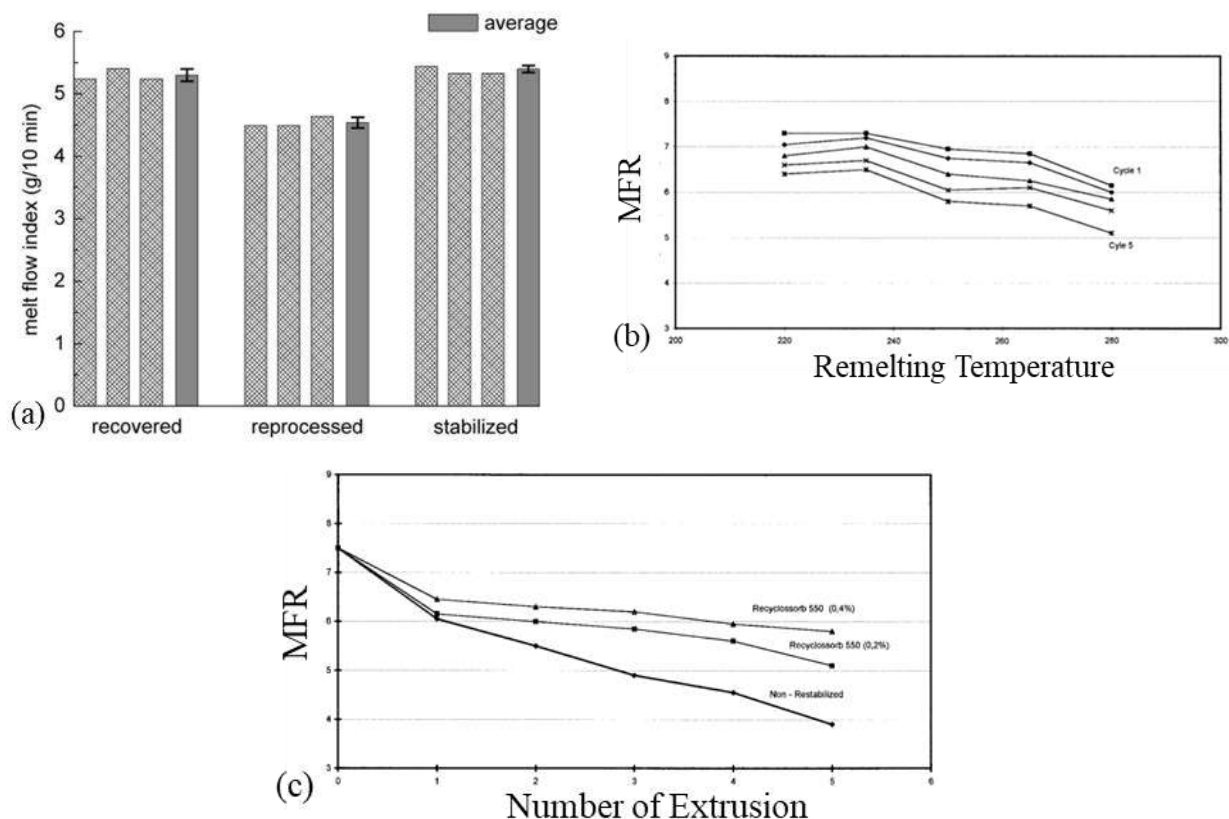 average
melt flow index (g/10 min)
6
5
4
3
2
1
0
recovered
reprocessed
stabilized
(a)
MFR
9
8
7
6
5
4
3
Cycle 1
Cyle 5
200
220
240
260
280
300
(b)
Remelting Temperature
MFR
9
8
7
6
5
4
3
Recyclossorb 550 (0,4%)
Recyclossorb 550 (0,2%)
Non - Restabilized
0
1
2
3
4
5
6
(c)
Number of Extrusion